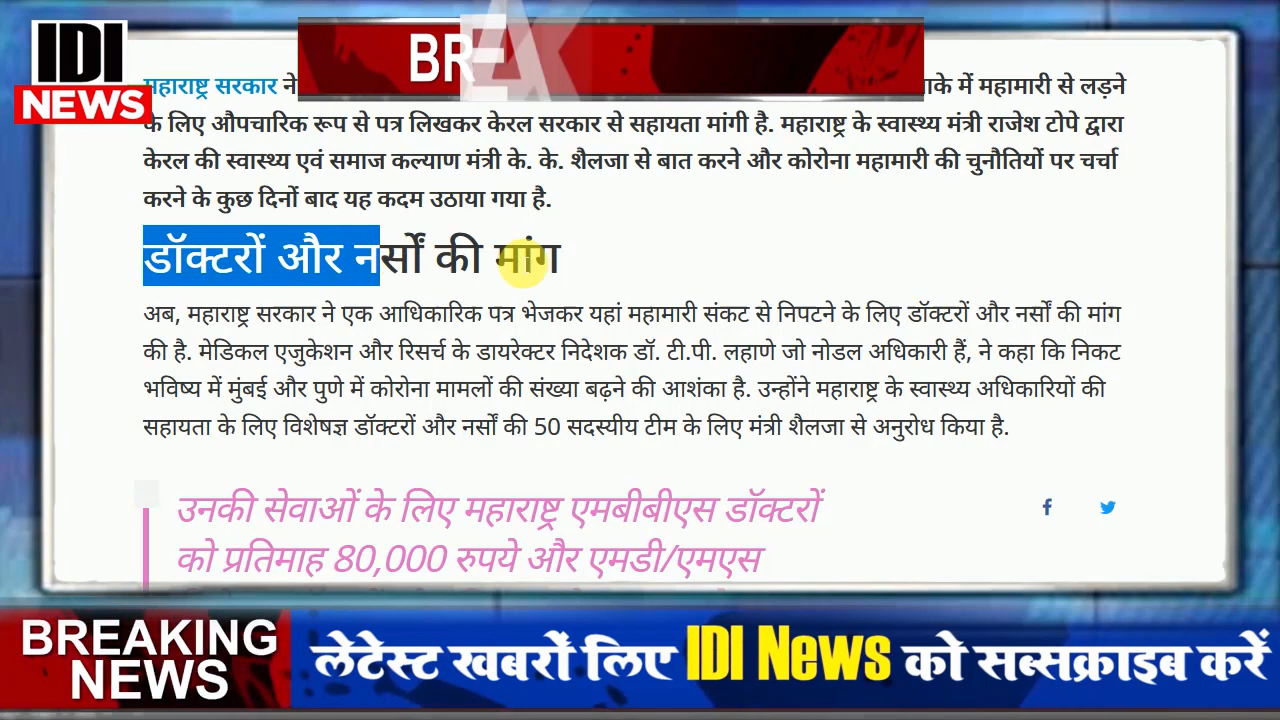 IDI
NEWS
BREAK
महाराष्ट्र सरकार ने
में महामारी से लड़ने
के लिए औपचारिक रूप से पत्र लिखकर केरल सरकार से सहायता मांगी है. महाराष्ट्र के स्वास्थ्य मंत्री राजेश टोपे द्वारा
केरल की स्वास्थ्य एवं समाज कल्याण मंत्री के. के. शैलजा से बात करने और कोरोना महामारी की चुनौतियों पर चर्चा
करने के कुछ दिनों बाद यह कदम उठाया गया है.
डॉक्टरों और नर्सों की मांग
अब, महाराष्ट्र सरकार ने एक आधिकारिक पत्र भेजकर यहां महामारी संकट से निपटने के लिए डॉक्टरों और नर्सों की मांग
की है. मेडिकल एजुकेशन और रिसर्च के डायरेक्टर निदेशक डॉ. टी.पी. लहाणे जो नोडल अधिकारी हैं, ने कहा कि निकट
भविष्य में मुंबई और पुणे में कोरोना मामलों की संख्या बढ़ने की आशंका है. उन्होंने महाराष्ट्र के स्वास्थ्य अधिकारियों की
सहायता के लिए विशेषज्ञ डॉक्टरों और नर्सों की 50 सदस्यीय टीम के लिए मंत्री शैलजा से अनुरोध किया है.
उनकी सेवाओं के लिए महाराष्ट्र एमबीबीएस डॉक्टरों
को प्रतिमाह 80,000 रुपये और एमडी/एमएस
BREAKING
NEWS
लेटेस्ट खबरों लिए IDI News को सब्सक्राइब करें